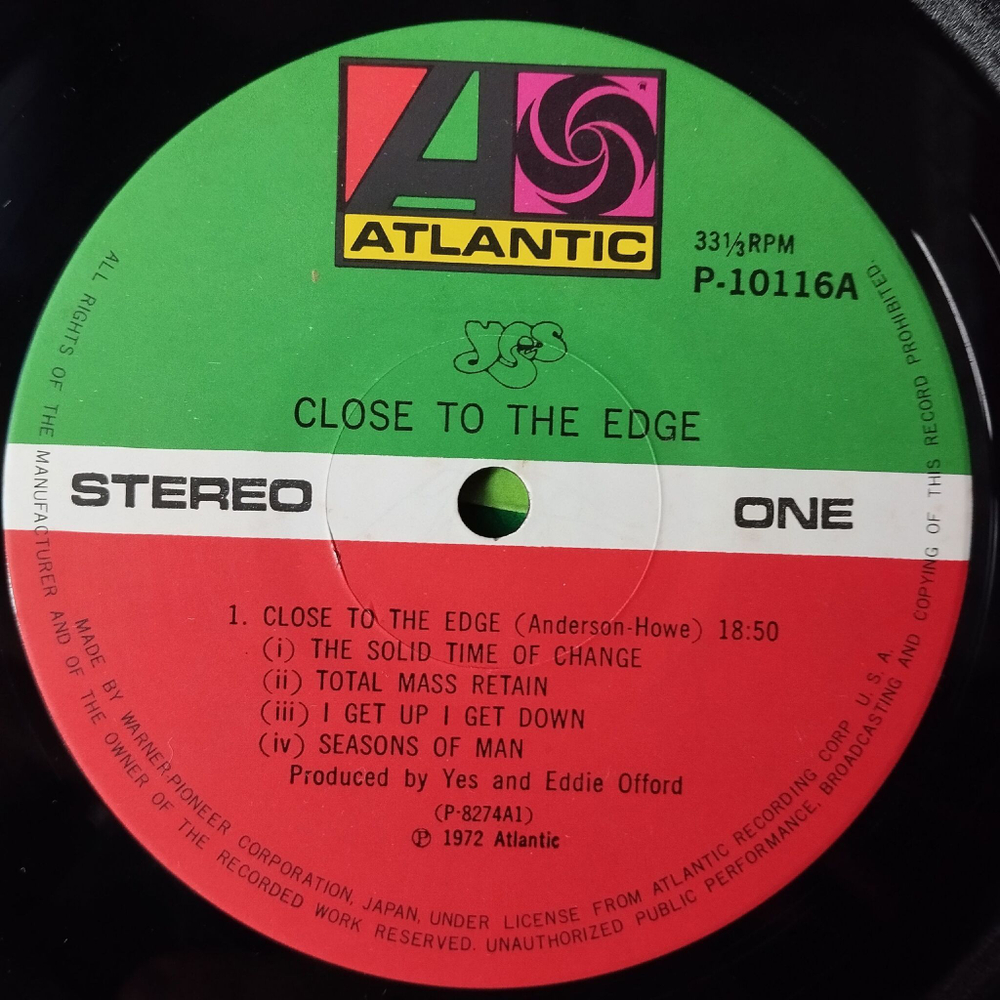 ATLANTIC
33⅓RPM
P-10116A
yes
CLOSE TO THE EDGE
STEREO
ONE
1. CLOSE TO THE EDGE (Anderson-Howe) 18:50
(i) THE SOLID TIME OF CHANGE
(ii) TOTAL MASS RETAIN
(iii) I GET UP I GET DOWN
(iv) SEASONS OF MAN
Produced by Yes and Eddie Offord
(P-8274A1)
Ⓟ 1972 Atlantic
MADE BY WARNER-PIONEER CORPORATION, JAPAN, UNDER LICENSE FROM ATLANTIC RECORDING CORP. U. S. A.
ALL RIGHTS OF THE MANUFACTURER AND OF THE OWNER OF THE RECORDED WORK RESERVED. UNAUTHORIZED PUBLIC PERFORMANCE, BROADCASTING AND COPYING OF THIS RECORD PROHIBITED.